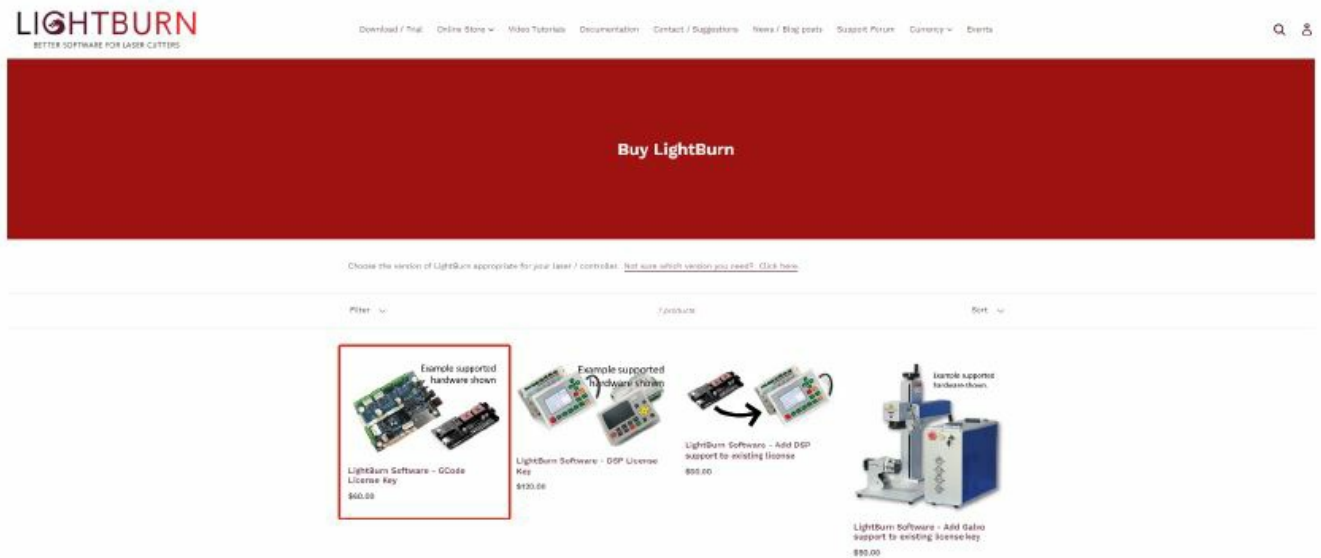 LIGHTBURN
BETTER SOFTWARE FOR LASER CUTTERS
Download / Trial Online Store Video Tutorials Documentation Contact / Suggestions News / Blog posts Support Forum Currency Events
Buy LightBurn
Choose the version of LightBurn appropriate for your laser / controller. Not sure which version you need? Click here.
Filter 7 products Sort
Example supported
hardware shown
LightBurn Software - GCode
License Key
$60.00
Example supported
hardware shown
LightBurn Software - DSP License
Key
$120.00
LightBurn Software - Add DSP
support to existing license
Example supported
hardware shown.
LightBurn Software - Add Galvo
support to existing license key